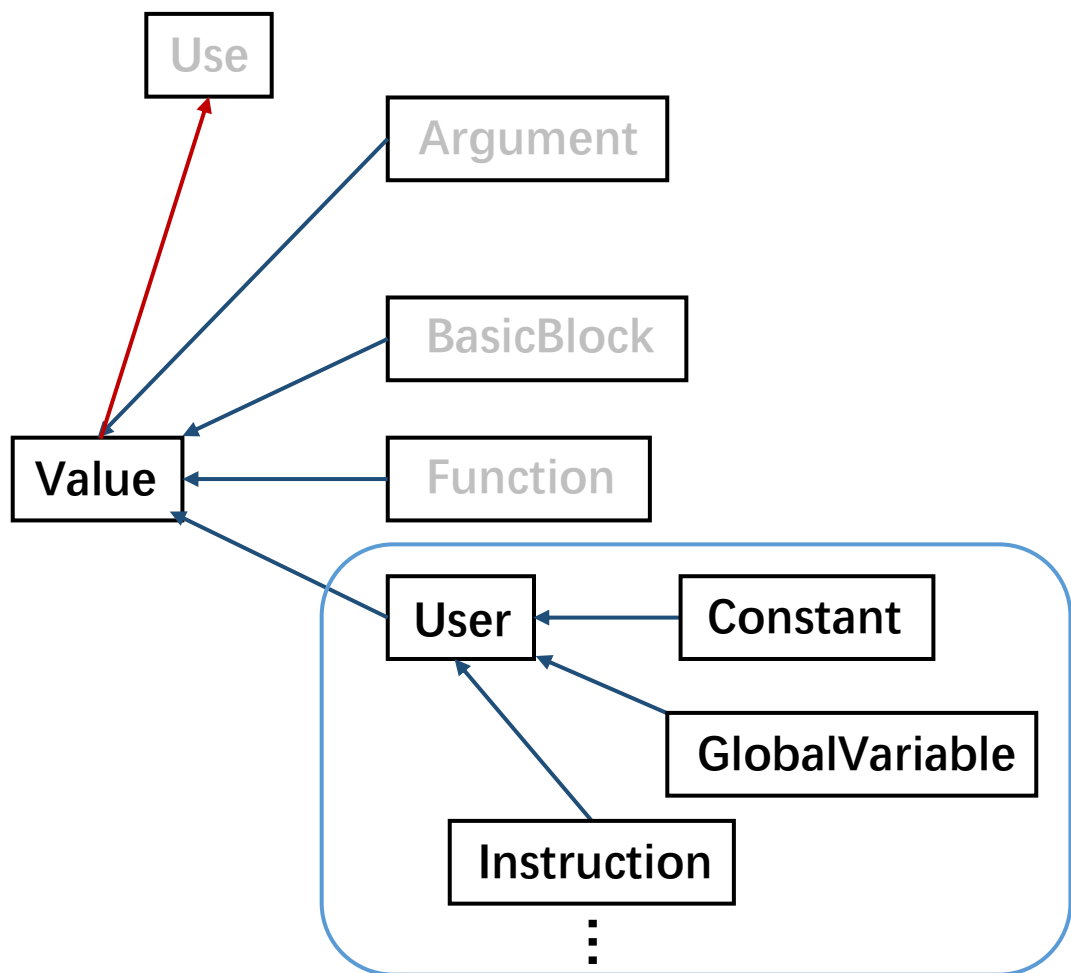 Use
Argument
BasicBlock
Value
Function
User
Constant
GlobalVariable
Instruction
⋮